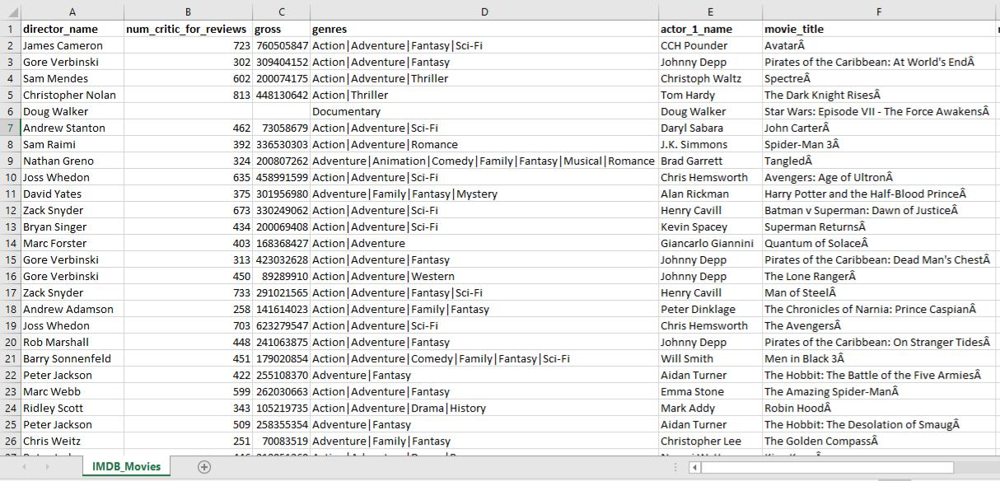 A B C D E F
1 director_name num_critic_for_reviews gross genres actor_1_name movie_title
2 James Cameron 723 760505847 Action|Adventure|Fantasy|Sci-Fi CCH Pounder AvatarÂ
3 Gore Verbinski 302 309404152 Action|Adventure|Fantasy Johnny Depp Pirates of the Caribbean: At World's EndÂ
4 Sam Mendes 602 200074175 Action|Adventure|Thriller Christoph Waltz SpectreÂ
5 Christopher Nolan 813 448130642 Action|Thriller Tom Hardy The Dark Knight RisesÂ
6 Doug Walker Documentary Doug Walker Star Wars: Episode VII - The Force AwakensÂ
7 Andrew Stanton 462 73058679 Action|Adventure|Sci-Fi Daryl Sabara John CarterÂ
8 Sam Raimi 392 336530303 Action|Adventure|Romance J.K. Simmons Spider-Man 3Â
9 Nathan Greno 324 200807262 Adventure|Animation|Comedy|Family|Fantasy|Musical|Romance Brad Garrett TangledÂ
10 Joss Whedon 635 458991599 Action|Adventure|Sci-Fi Chris Hemsworth Avengers: Age of UltronÂ
11 David Yates 375 301956980 Adventure|Family|Fantasy|Mystery Alan Rickman Harry Potter and the Half-Blood PrinceÂ
12 Zack Snyder 673 330249062 Action|Adventure|Sci-Fi Henry Cavill Batman v Superman: Dawn of JusticeÂ
13 Bryan Singer 434 200069408 Action|Adventure|Sci-Fi Kevin Spacey Superman ReturnsÂ
14 Marc Forster 403 168368427 Action|Adventure Giancarlo Giannini Quantum of SolaceÂ
15 Gore Verbinski 313 423032628 Action|Adventure|Fantasy Johnny Depp Pirates of the Caribbean: Dead Man's ChestÂ
16 Gore Verbinski 450 89289910 Action|Adventure|Western Johnny Depp The Lone RangerÂ
17 Zack Snyder 733 291021565 Action|Adventure|Fantasy|Sci-Fi Henry Cavill Man of SteelÂ
18 Andrew Adamson 258 141614023 Action|Adventure|Family|Fantasy Peter Dinklage The Chronicles of Narnia: Prince CaspianÂ
19 Joss Whedon 703 623279547 Action|Adventure|Sci-Fi Chris Hemsworth The AvengersÂ
20 Rob Marshall 448 241063875 Action|Adventure|Fantasy Johnny Depp Pirates of the Caribbean: On Stranger TidesÂ
21 Barry Sonnenfeld 451 179020854 Action|Adventure|Comedy|Family|Fantasy|Sci-Fi Will Smith Men in Black 3Â
22 Peter Jackson 422 255108370 Adventure|Fantasy Aidan Turner The Hobbit: The Battle of the Five ArmiesÂ
23 Marc Webb 599 262030663 Action|Adventure|Fantasy Emma Stone The Amazing Spider-ManÂ
24 Ridley Scott 343 105219735 Action|Adventure|Drama|History Mark Addy Robin HoodÂ
25 Peter Jackson 509 258355354 Adventure|Fantasy Aidan Turner The Hobbit: The Desolation of SmaugÂ
26 Chris Weitz 251 70083519 Adventure|Family|Fantasy Christopher Lee The Golden CompassÂ
IMDB_Movies